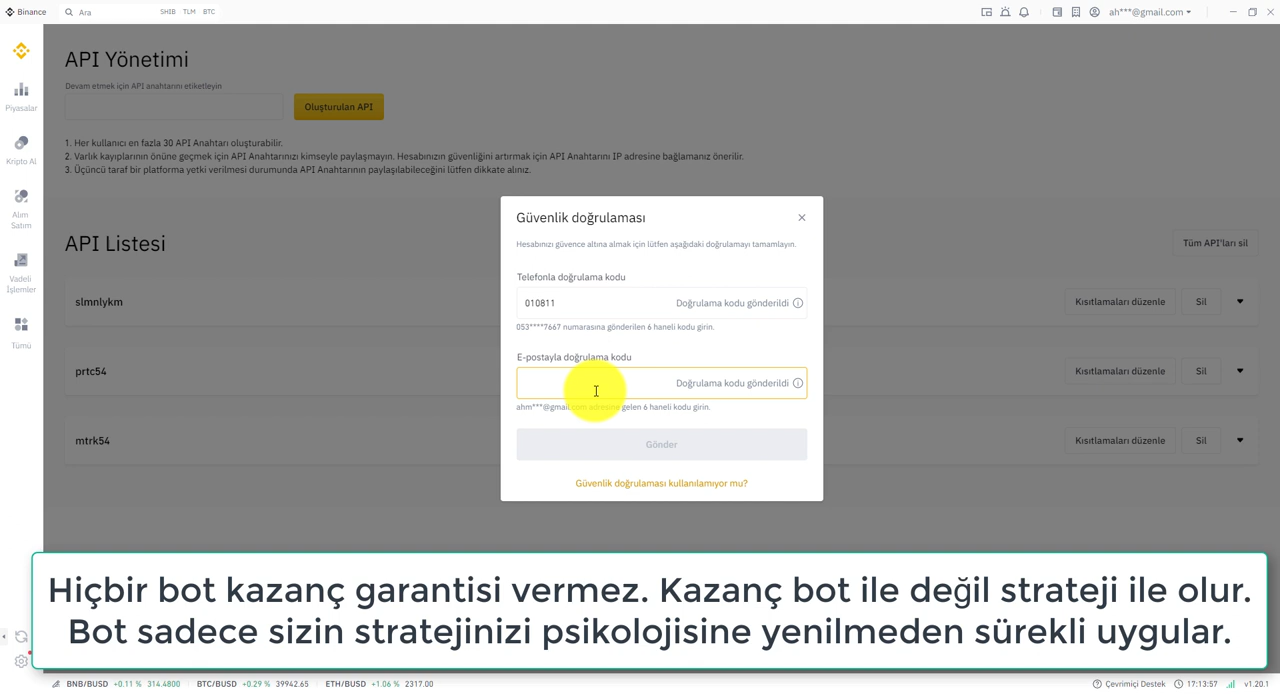 Binance
Ara
SHIB TLM BTC
ah***@gmail.com
Piyasalar
Kripto Al
Alım
Satım
Vadeli
İşlemler
Tümü
API Yönetimi
Devam etmek için API anahtarını etiketleyin
Oluşturulan API
1. Her kullanıcı en fazla 30 API Anahtarı oluşturabilir.
2. Varlık kayıplarının önüne geçmek için API Anahtarınızı kimseyle paylaşmayın. Hesabınızın güvenliğini artırmak için API Anahtarını IP adresine bağlamanız önerilir.
3. Üçüncü taraf bir platforma yetki verilmesi durumunda API Anahtarının paylaşılabileceğini lütfen dikkate alınız.
API Listesi
Tüm API'ları sil
slmnlykm
Kısıtlamaları düzenle Sil
prtc54
Kısıtlamaları düzenle Sil
mtrk54
Kısıtlamaları düzenle Sil
Güvenlik doğrulaması
Hesabınızı güvence altına almak için lütfen aşağıdaki doğrulamayı tamamlayın.
Telefonla doğrulama kodu
010811 Doğrulama kodu gönderildi
053****7667 numarasına gönderilen 6 haneli kodu girin.
E-postayla doğrulama kodu
Doğrulama kodu gönderildi
ahm***@gmail.com adresine gelen 6 haneli kodu girin.
Gönder
Güvenlik doğrulaması kullanılamıyor mu?
Hiçbir bot kazanç garantisi vermez. Kazanç bot ile değil strateji ile olur.
Bot sadece sizin stratejinizi psikolojisine yenilmeden sürekli uygular.
BNB/BUSD +0.11 % 314.4800 BTC/BUSD +0.29 % 39942.65 ETH/BUSD +1.06 % 2317.00
Çevrimiçi Destek 17:13:57 v1.20.1